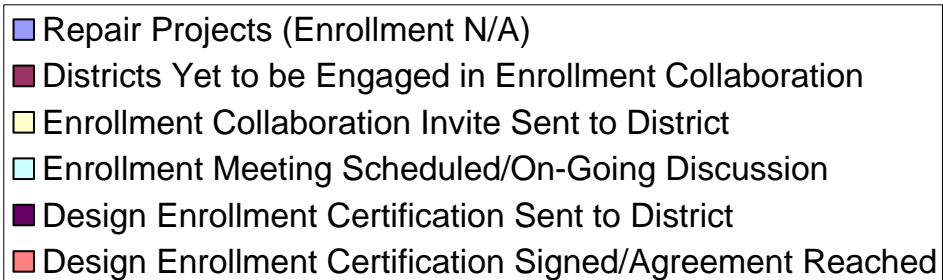 Repair Projects (Enrollment N/A)
Districts Yet to be Engaged in Enrollment Collaboration
Enrollment Collaboration Invite Sent to District
Enrollment Meeting Scheduled/On-Going Discussion
Design Enrollment Certification Sent to District
Design Enrollment Certification Signed/Agreement Reached